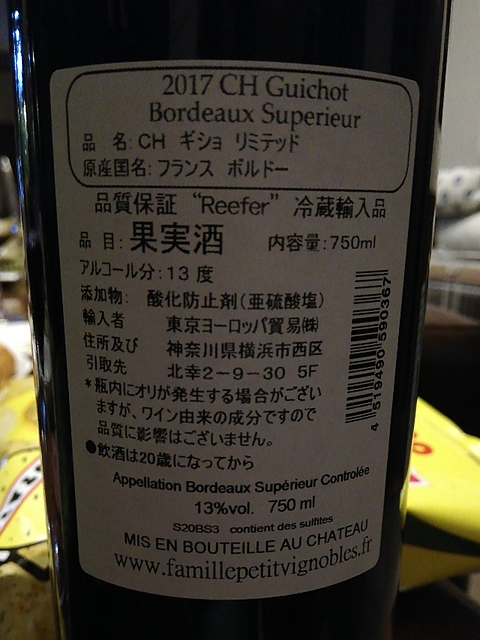 2017 CH Guichot
Bordeaux Superieur
品 名: CH ギショ リミテッド
原産国名: フランス ボルドー
品質保証 “Reefer” 冷蔵輸入品
品 目: 果実酒 内容量: 750ml
アルコール分: 13 度
添加物: 酸化防止剤(亜硫酸塩)
輸入者 東京ヨーロッパ貿易㈱
住所及び 神奈川県横浜市西区
引取先 北幸2-9-30 5F
*瓶内にオリが発生する場合がござい
ますが、ワイン由来の成分ですので
品質に影響はございません。
●飲酒は20歳になってから
4 519490 590367
Appellation Bordeaux Supérieur Controlée
13%vol. 750 ml
S20BS3 contient des sulfites
MIS EN BOUTEILLE AU CHATEAU
www.famillepetitvignobles.fr